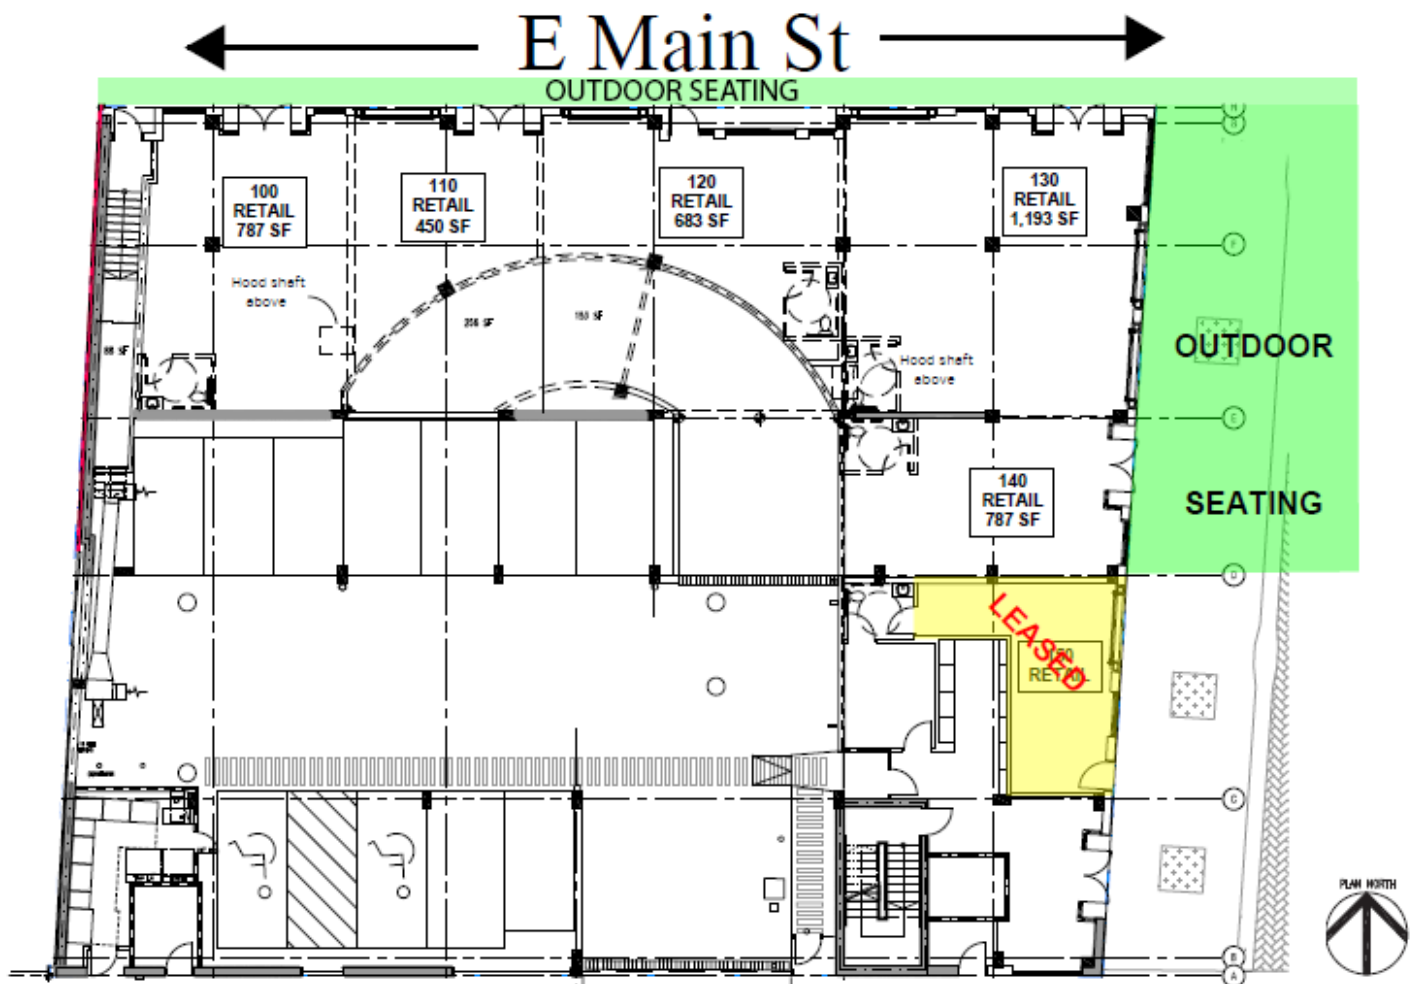 E Main St
OUTDOOR SEATING
H
G
100
RETAIL
787 SF
110
RETAIL
450 SF
120
RETAIL
683 SF
130
RETAIL
1,193 SF
F
Hood shaft
above
OUTDOOR
Hood shaft
above
E
140
RETAIL
787 SF
SEATING
D
LEASED
RETAIL
C
PLAN NORTH
B
A